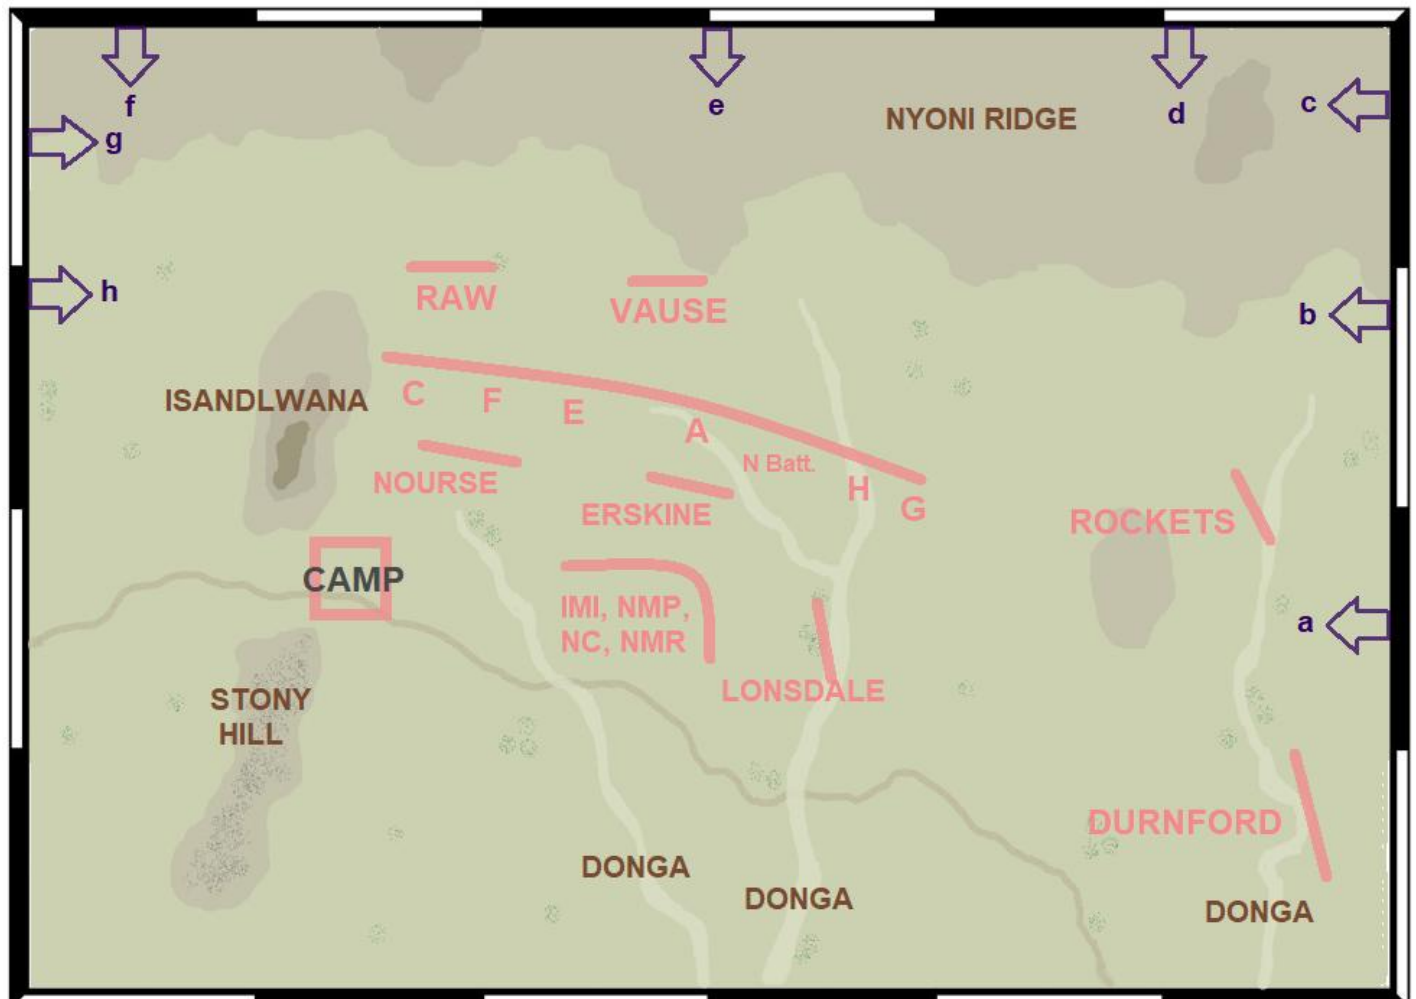 f
e
d
c
g
NYONI RIDGE
h
b
RAW
VAUSE
ISANDLWANA
C
F
E
A
N Batt.
H
G
NOURSE
ERSKINE
ROCKETS
CAMP
IMI, NMP,
NC, NMR
a
LONSDALE
STONY
HILL
DURNFORD
DONGA
DONGA
DONGA